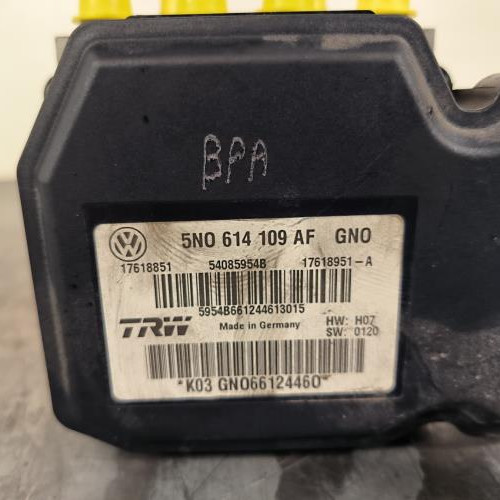 BPA
5N0 614 109 AF GNO
17618851 54085954B 17618951-A
5954B661244613015
TRW Made in Germany HW: H07
SW: 0120
*K03 GNO66124460*